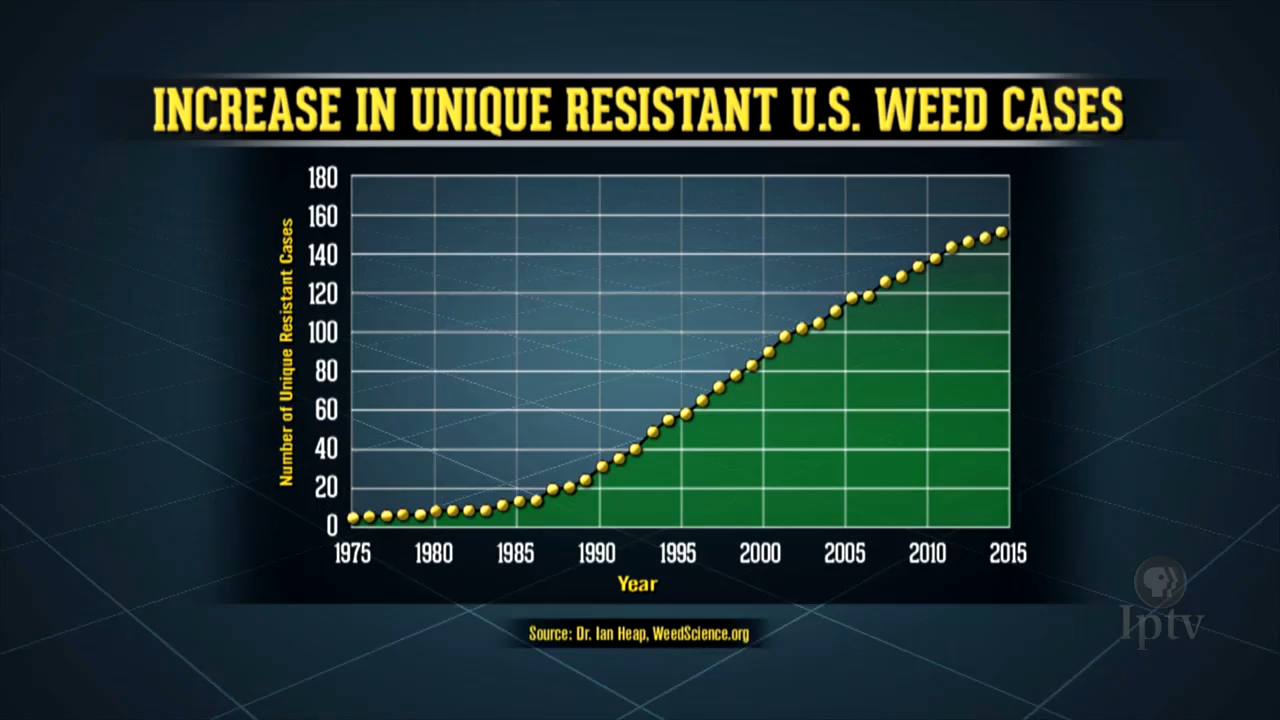 INCREASE IN UNIQUE RESISTANT U.S. WEED CASES
180
160
140
120
100
80
60
40
20
0
Number of Unique Resistant Cases
1975 1980 1985 1990 1995 2000 2005 2010 2015
Year
Source: Dr. Ian Heap, WeedScience.org
Iptv